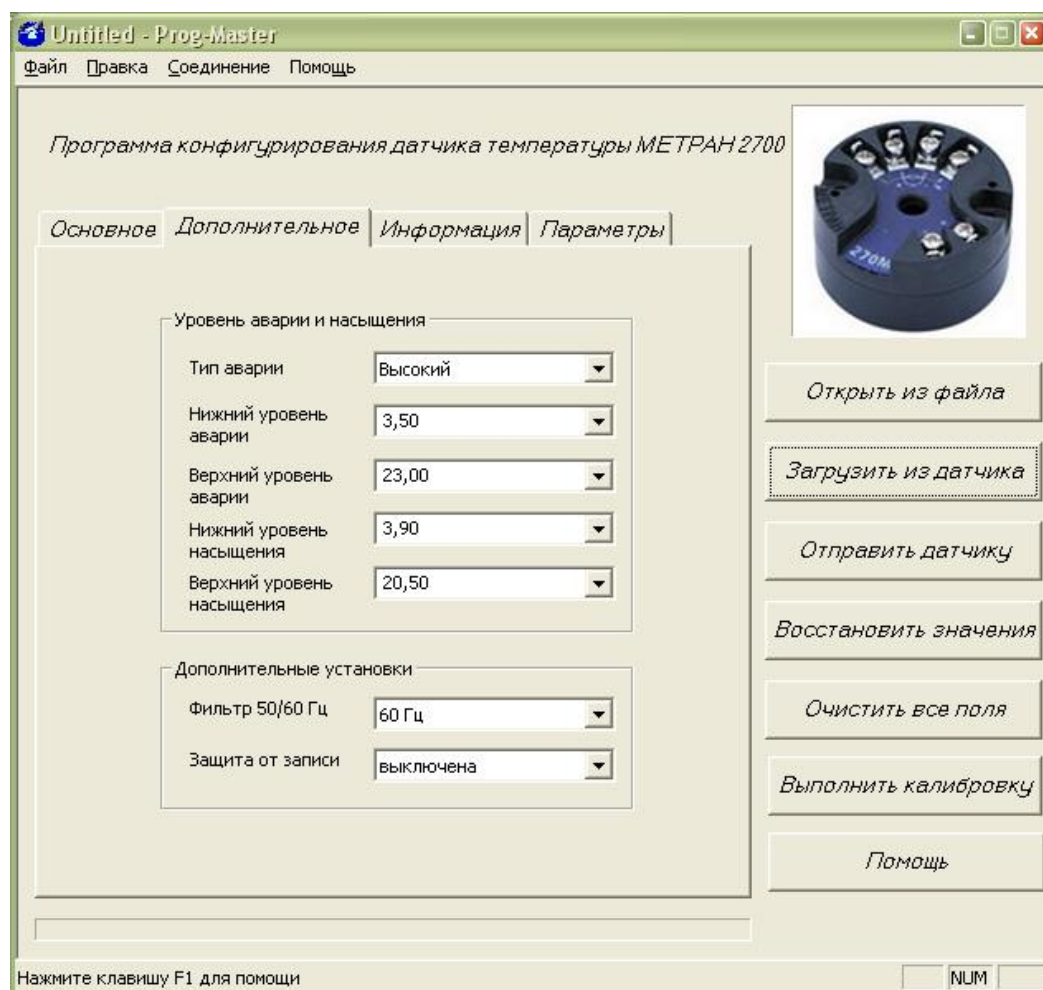 Untitled - Prog-Master
Файл Правка Соединение Помощь
Программа конфигурирования датчика температуры МЕТРАН 2700
Основное Дополнительное Информация Параметры
Уровень аварии и насыщения
Тип аварии Высокий
Нижний уровень
аварии
3,50
Верхний уровень
аварии
23,00
Нижний уровень
насыщения
3,90
Верхний уровень
насыщения
20,50
Дополнительные установки
Фильтр 50/60 Гц 60 Гц
Защита от записи выключена
270M
Открыть из файла
Загрузить из датчика
Отправить датчику
Восстановить значения
Очистить все поля
Выполнить калибровку
Помощь
Нажмите клавишу F1 для помощи
NUM